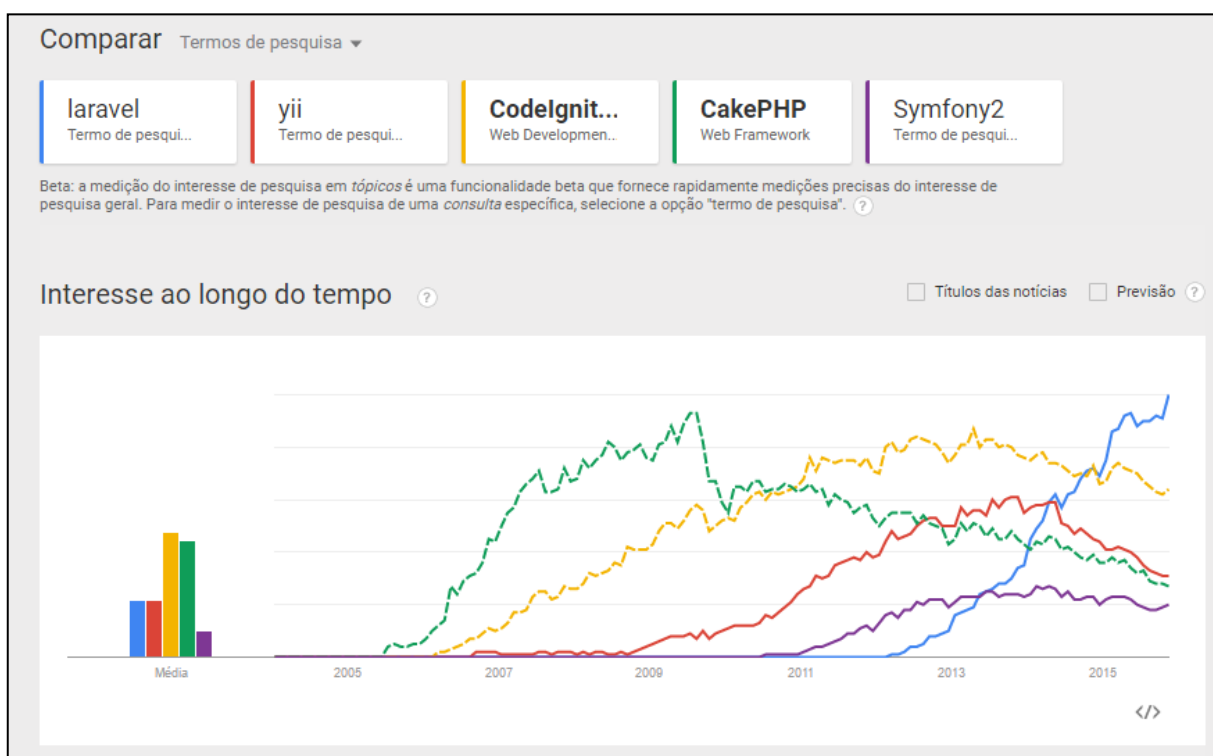 Comparar Termos de pesquisa
laravel
Termo de pesqui...
yii
Termo de pesqui...
CodeIgnit...
Web Developmen...
CakePHP
Web Framework
Symfony2
Termo de pesqui...
Beta: a medição do interesse de pesquisa em tópicos é uma funcionalidade beta que fornece rapidamente medições precisas do interesse de
pesquisa geral. Para medir o interesse de pesquisa de uma consulta específica, selecione a opção "termo de pesquisa". ?
Interesse ao longo do tempo ?
Títulos das notícias Previsão ?
Média 2005 2007 2009 2011 2013 2015
</>